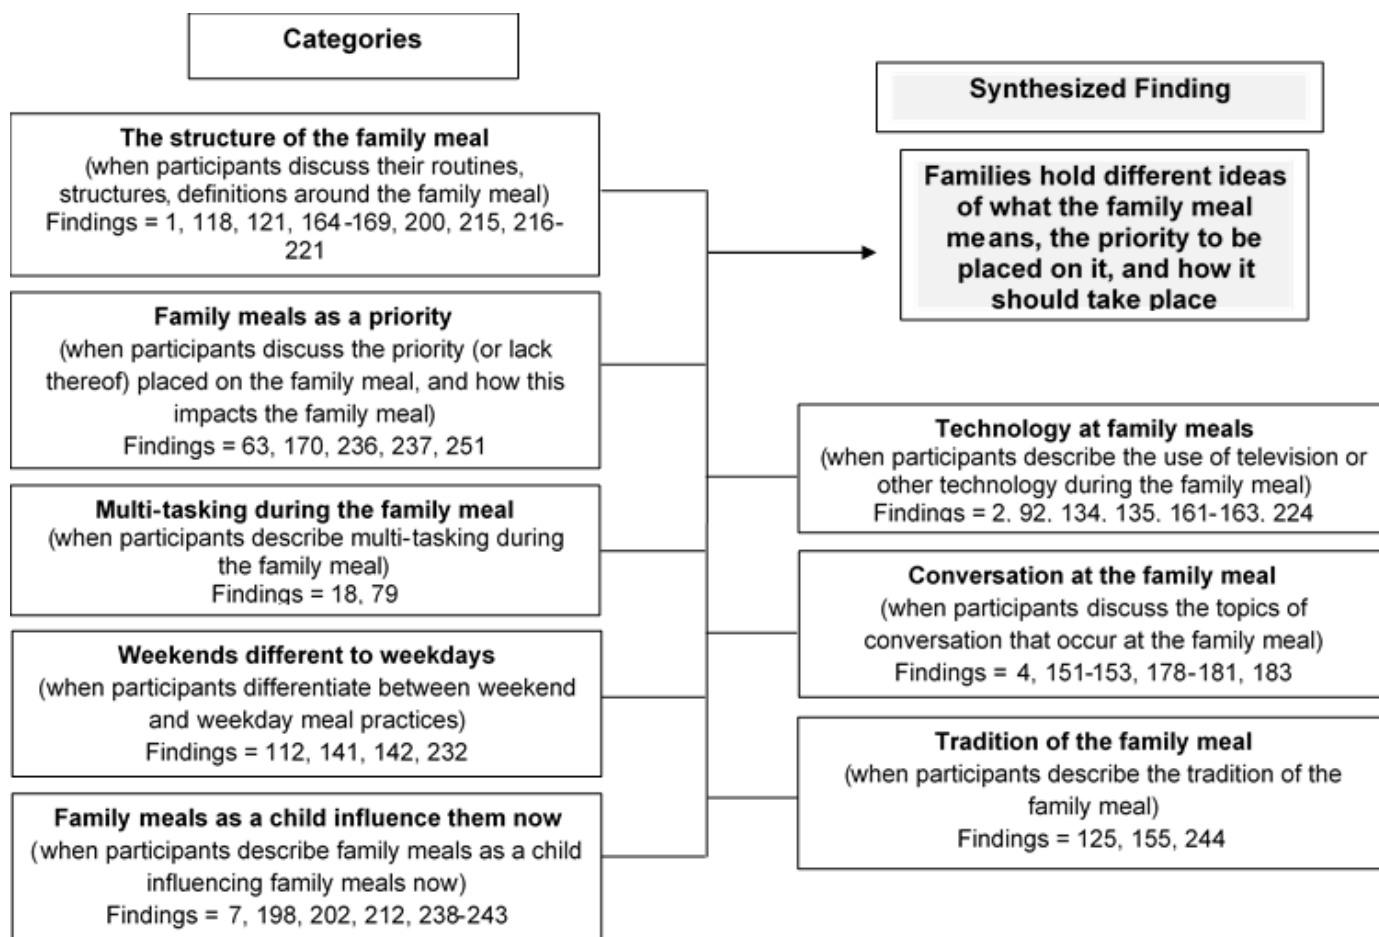 Categories
The structure of the family meal
(when participants discuss their routines,
structures, definitions around the family meal)
Findings = 1, 118, 121, 164-169, 200, 215, 216-
221
Family meals as a priority
(when participants discuss the priority (or lack
thereof) placed on the family meal, and how this
impacts the family meal)
Findings = 63, 170, 236, 237, 251
Multi-tasking during the family meal
(when participants describe multi-tasking during
the family meal)
Findings = 18, 79
Weekends different to weekdays
(when participants differentiate between weekend
and weekday meal practices)
Findings = 112, 141, 142, 232
Family meals as a child influence them now
(when participants describe family meals as a child
influencing family meals now)
Findings = 7, 198, 202, 212, 238-243
Synthesized Finding
Families hold different ideas
of what the family meal
means, the priority to be
placed on it, and how it
should take place
Technology at family meals
(when participants describe the use of television or
other technology during the family meal)
Findings = 2, 92, 134, 135, 161-163, 224
Conversation at the family meal
(when participants discuss the topics of
conversation that occur at the family meal)
Findings = 4, 151-153, 178-181, 183
Tradition of the family meal
(when participants describe the tradition of the
family meal)
Findings = 125, 155, 244